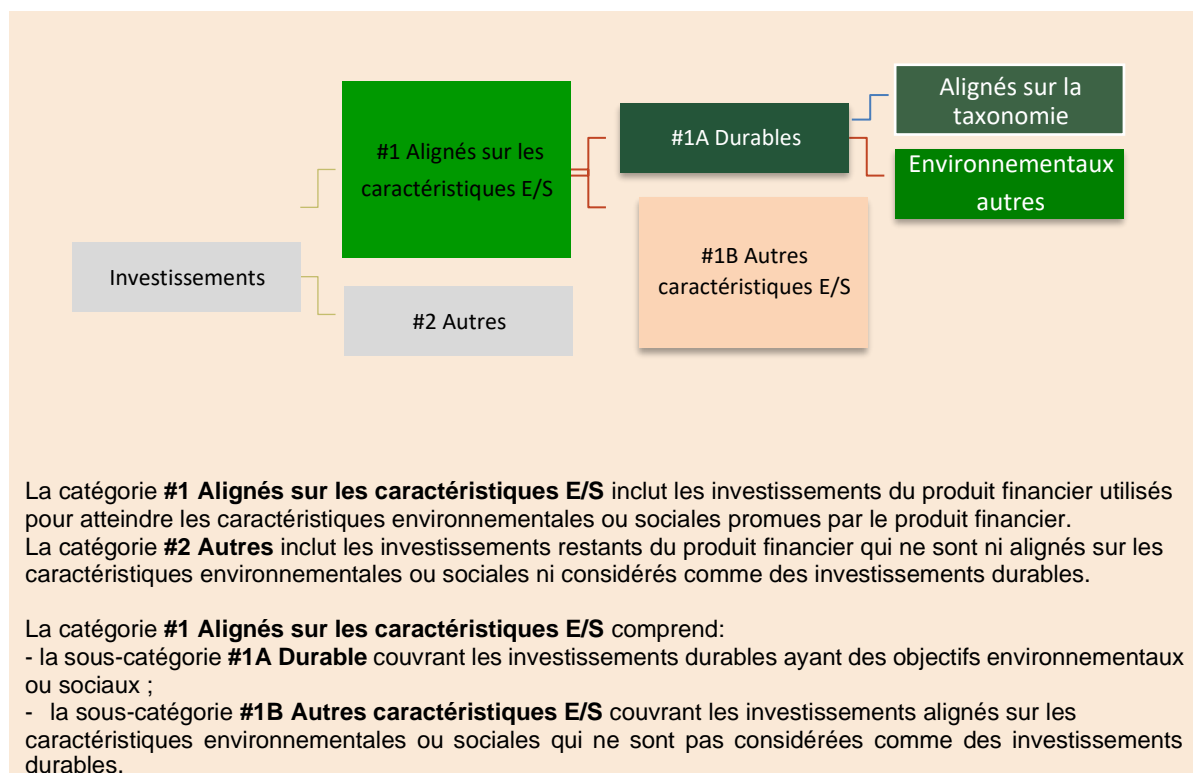 Alignés sur la
taxonomie
#1A Durables
#1 Alignés sur les
caractéristiques E/S
Environnementaux
autres
#1B Autres
caractéristiques E/S
Investissements
#2 Autres
La catégorie #1 Alignés sur les caractéristiques E/S inclut les investissements du produit financier utilisés
pour atteindre les caractéristiques environnementales ou sociales promues par le produit financier.
La catégorie #2 Autres inclut les investissements restants du produit financier qui ne sont ni alignés sur les
caractéristiques environnementales ou sociales ni considérés comme des investissements durables.
La catégorie #1 Alignés sur les caractéristiques E/S comprend:
- la sous-catégorie #1A Durable couvrant les investissements durables ayant des objectifs environnementaux
ou sociaux ;
- la sous-catégorie #1B Autres caractéristiques E/S couvrant les investissements alignés sur les
caractéristiques environnementales ou sociales qui ne sont pas considérées comme des investissements
durables.